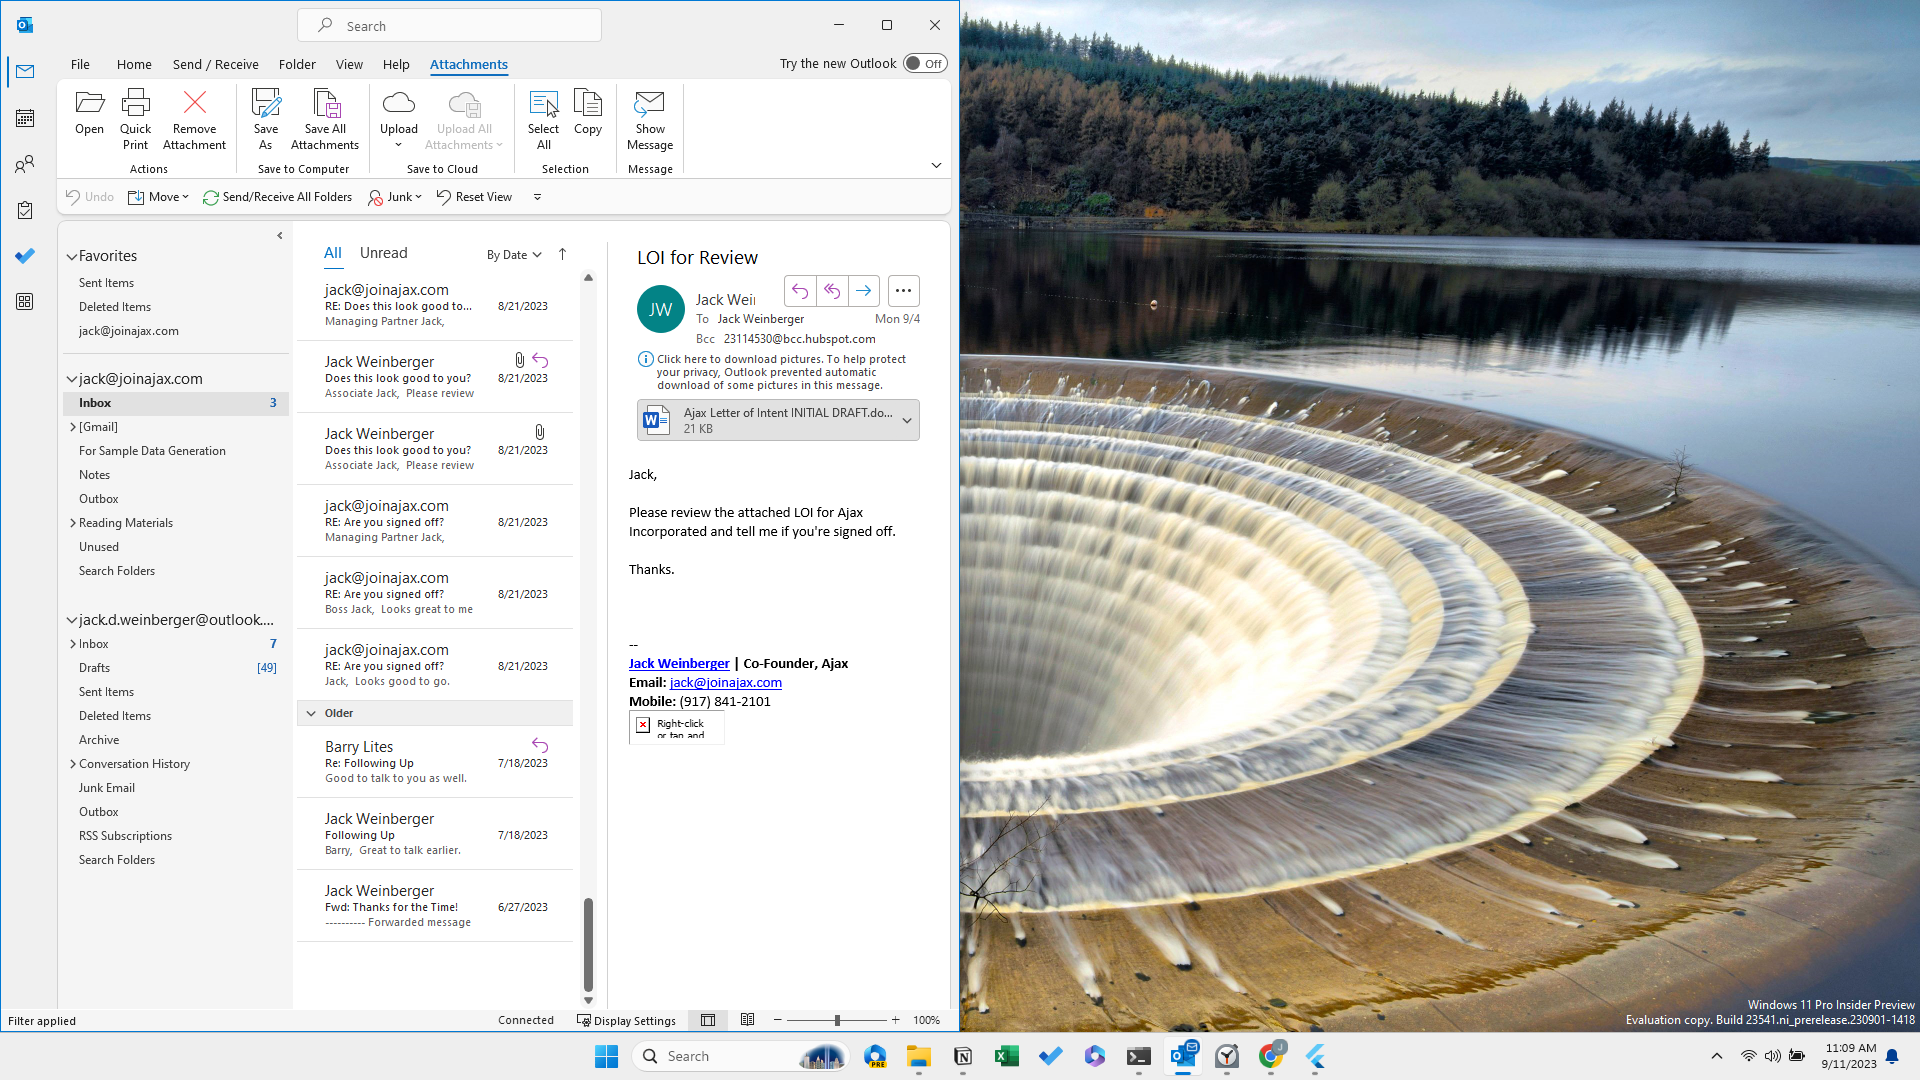 Search
File Home Send / Receive Folder View Help Attachments
Try the new Outlook Off
Open
Quick Print
Remove Attachment
Actions
Save As
Save All Attachments
Save to Computer
Upload
Upload All Attachments
Save to Cloud
Select All
Copy
Selection
Show Message
Message
Undo Move Send/Receive All Folders Junk Reset View
Favorites
Sent Items
Deleted Items
jack@joinajax.com
jack@joinajax.com
Inbox 3
[Gmail]
For Sample Data Generation
Notes
Outbox
Reading Materials
Unused
Search Folders
jack.d.weinberger@outlook....
Inbox 7
Drafts [49]
Sent Items
Deleted Items
Archive
Conversation History
Junk Email
Outbox
RSS Subscriptions
Search Folders
All Unread By Date
jack@joinajax.com
RE: Does this look good to... 8/21/2023
Managing Partner Jack,
Jack Weinberger
Does this look good to you? 8/21/2023
Associate Jack, Please review
Jack Weinberger
Does this look good to you? 8/21/2023
Associate Jack, Please review
jack@joinajax.com
RE: Are you signed off? 8/21/2023
Managing Partner Jack,
jack@joinajax.com
RE: Are you signed off? 8/21/2023
Boss Jack, Looks great to me
jack@joinajax.com
RE: Are you signed off? 8/21/2023
Jack, Looks good to go.
Older
Barry Lites
Re: Following Up 7/18/2023
Good to talk to you as well.
Jack Weinberger
Following Up 7/18/2023
Barry, Great to talk earlier.
Jack Weinberger
Fwd: Thanks for the Time! 6/27/2023
---------- Forwarded message
LOI for Review
JW
Jack Wei
To Jack Weinberger Mon 9/4
Bcc 23114530@bcc.hubspot.com
Click here to download pictures. To help protect
your privacy, Outlook prevented automatic
download of some pictures in this message.
Ajax Letter of Intent INITIAL DRAFT.do...
21 KB
Jack,
Please review the attached LOI for Ajax
Incorporated and tell me if you're signed off.
Thanks.
--
Jack Weinberger | Co-Founder, Ajax
Email: jack@joinajax.com
Mobile: (917) 841-2101
Right-click
or tap and
Filter applied Connected Display Settings 100%
Windows 11 Pro Insider Preview
Evaluation copy. Build 23541.ni_prerelease.230901-1418
Search
PRE
J
11:09 AM
9/11/2023